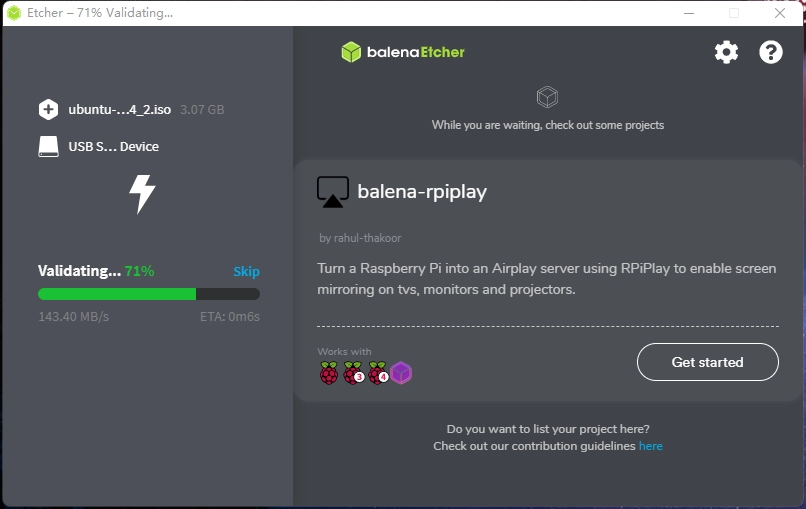 Etcher – 71% Validating...
balenaEtcher
ubuntu-...4_2.iso 3.07 GB
USB S... Device
Validating... 71% Skip
143.40 MB/s ETA: 0m6s
While you are waiting, check out some projects
balena-rpiplay
by rahul-thakoor
Turn a Raspberry Pi into an Airplay server using RPiPlay to enable screen
mirroring on tvs, monitors and projectors.
Works with
3 4
Get started
Do you want to list your project here?
Check out our contribution guidelines here